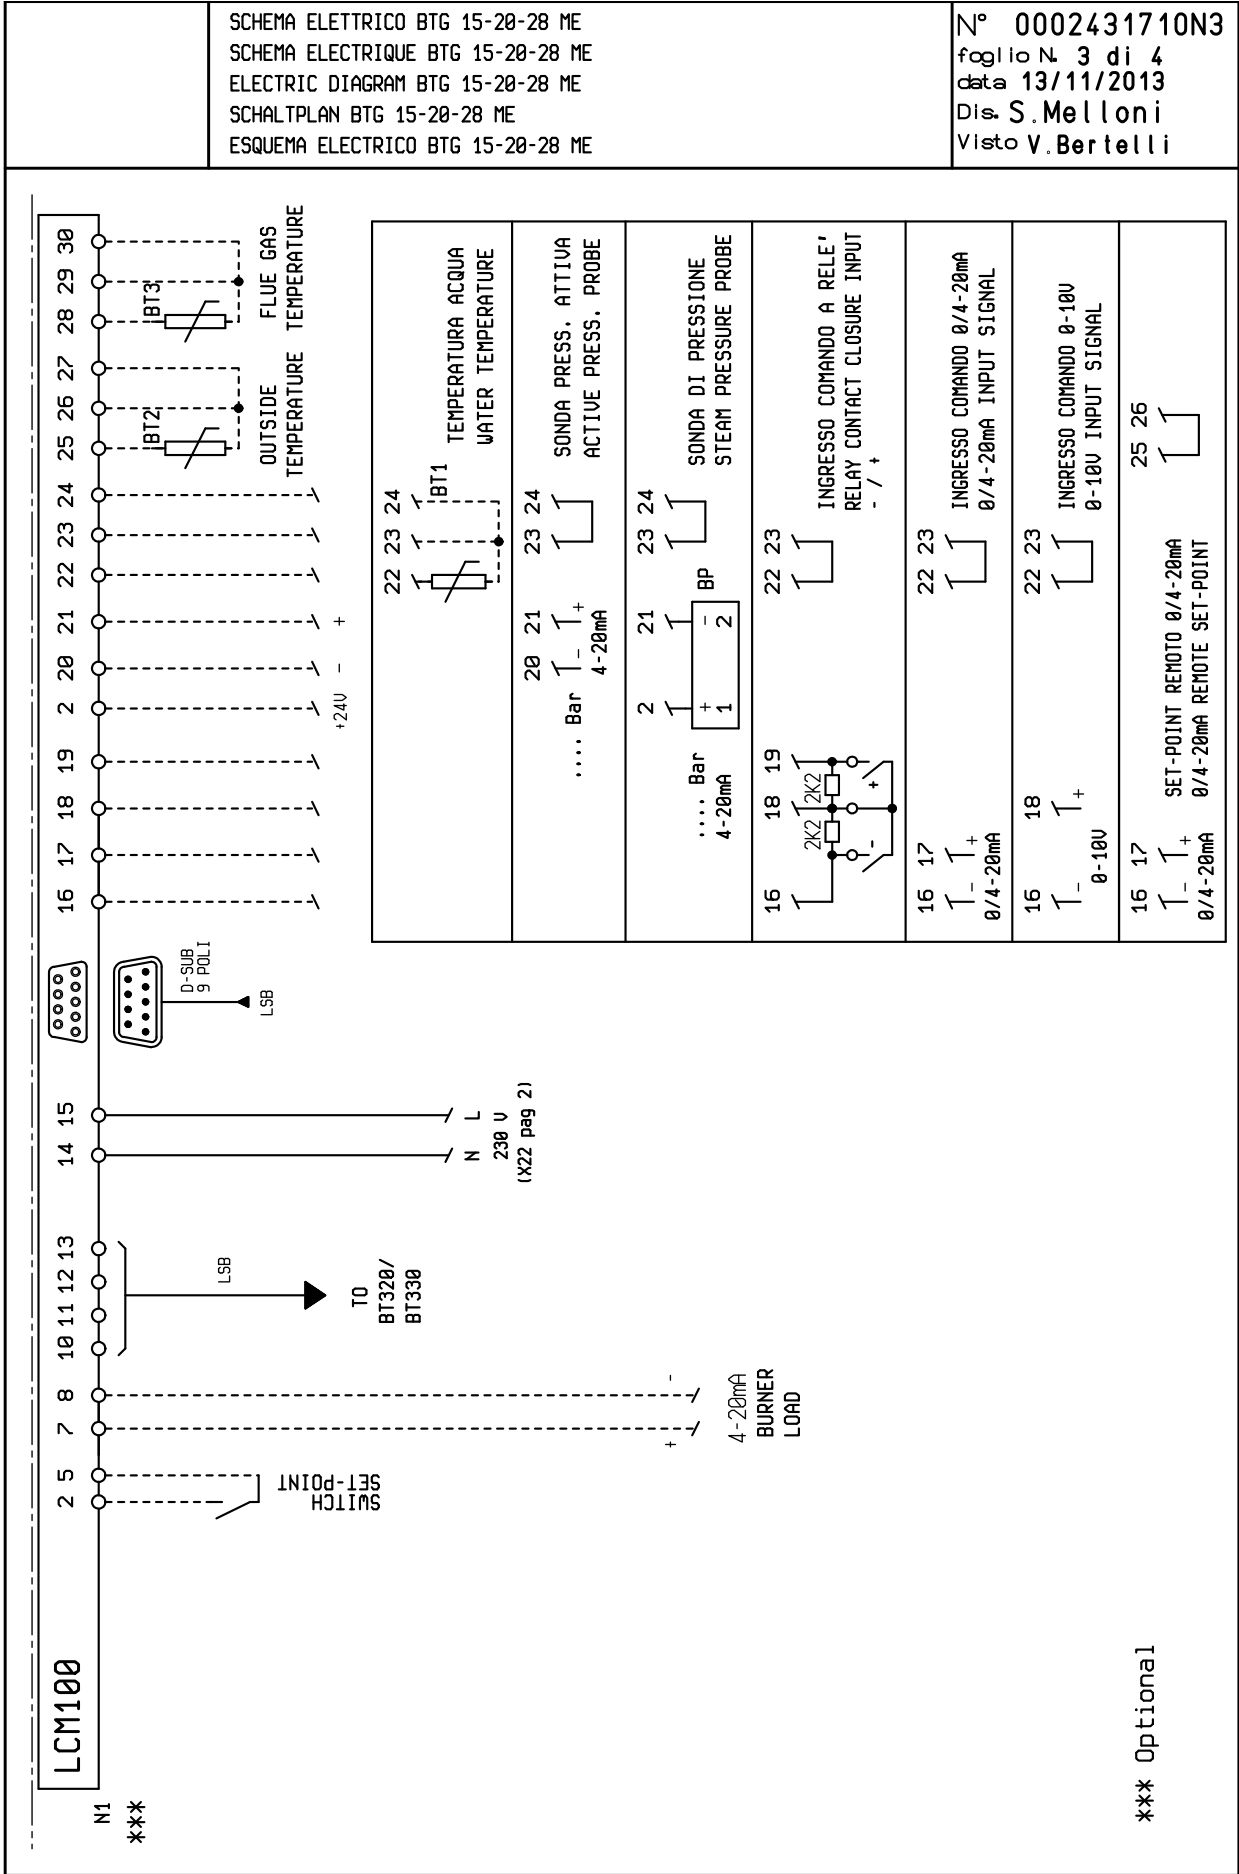 SCHEMA ELETTRICO BTG 15-20-28 ME
SCHEMA ELECTRIQUE BTG 15-20-28 ME
ELECTRIC DIAGRAM BTG 15-20-28 ME
SCHALTPLAN BTG 15-20-28 ME
ESQUEMA ELECTRICO BTG 15-20-28 ME
N° 0002431710N3
foglio N. 3 di 4
data 13/11/2013
Dis. S.Melloni
Visto V.Bertelli
N1
***
LCM100
2 5 7 8 10 11 12 13 14 15 16 17 18 19 2 20 21 22 23 24 25 26 27 28 29 30
SWITCH
SET-POINT
+ -
4-20mA
BURNER
LOAD
LSB
TO
BT320/
BT330
N L
230 V
(X22 pag 2)
D-SUB
9 POLI
LSB
+24V - +
BT2
OUTSIDE
TEMPERATURE
BT3
FLUE GAS
TEMPERATURE
22 23 24
BT1
TEMPERATURA ACQUA
WATER TEMPERATURE
20 21 23 24
- +
.... Bar
4-20mA
SONDA PRESS. ATTIVA
ACTIVE PRESS. PROBE
2 21 23 24
+ -
1 2
BP
.... Bar
4-20mA
SONDA DI PRESSIONE
STEAM PRESSURE PROBE
16 18 19 22 23
2K2 2K2
- +
INGRESSO COMANDO A RELE'
RELAY CONTACT CLOSURE INPUT
- / +
16 17 22 23
- +
0/4-20mA
INGRESSO COMANDO 0/4-20mA
0/4-20mA INPUT SIGNAL
16 18 22 23
- +
0-10V
INGRESSO COMANDO 0-10V
0-10V INPUT SIGNAL
16 17 25 26
- +
0/4-20mA
SET-POINT REMOTO 0/4-20mA
0/4-20mA REMOTE SET-POINT
*** Optional